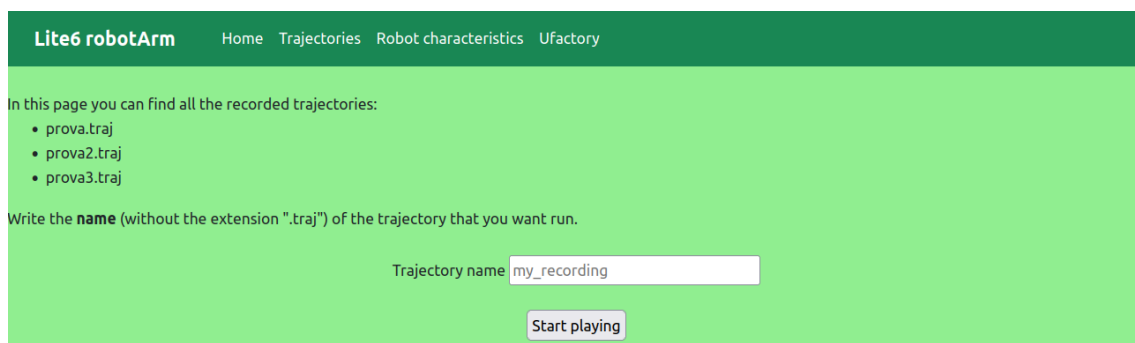 Lite6 robotArm Home Trajectories Robot characteristics Ufactory
In this page you can find all the recorded trajectories:
• prova.traj
• prova2.traj
• prova3.traj
Write the name (without the extension ".traj") of the trajectory that you want run.
Trajectory name my_recording
Start playing